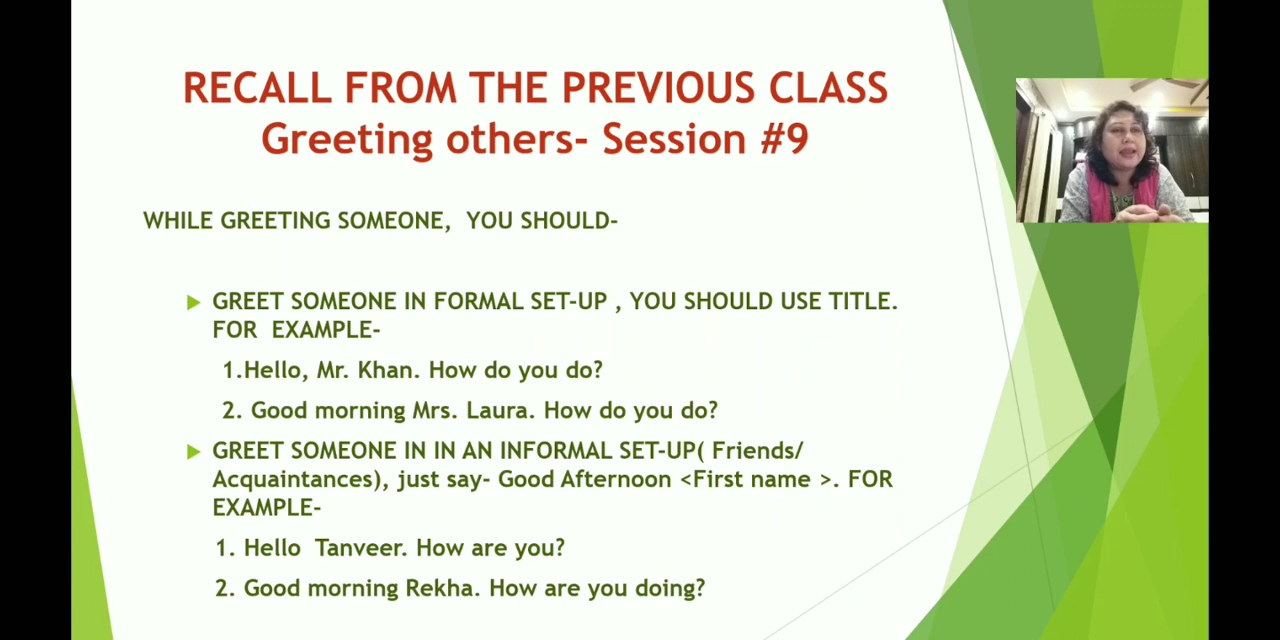 RECALL FROM THE PREVIOUS CLASS
Greeting others- Session #9
WHILE GREETING SOMEONE, YOU SHOULD-
GREET SOMEONE IN FORMAL SET-UP , YOU SHOULD USE TITLE.
FOR EXAMPLE-
1.Hello, Mr. Khan. How do you do?
2. Good morning Mrs. Laura. How do you do?
GREET SOMEONE IN IN AN INFORMAL SET-UP( Friends/
Acquaintances), just say- Good Afternoon <First name >. FOR
EXAMPLE-
1. Hello Tanveer. How are you?
2. Good morning Rekha. How are you doing?